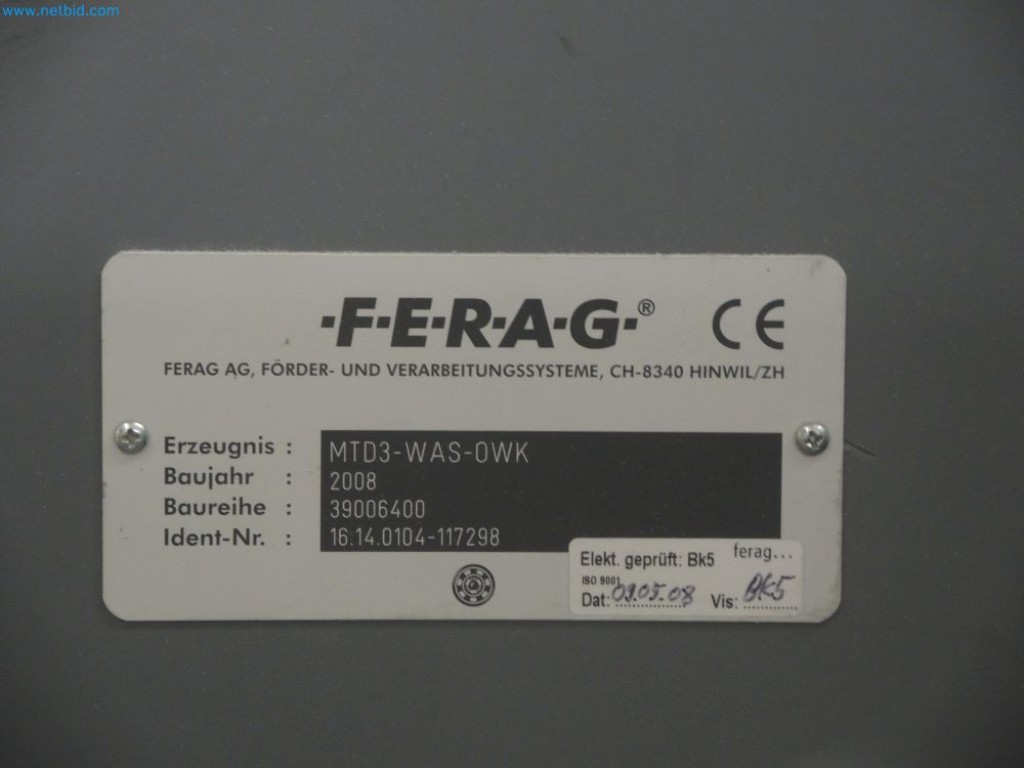 www.netbid.com
·F·E·R·A·G·® CE
FERAG AG, FÖRDER- UND VERARBEITUNGSSYSTEME, CH-8340 HINWIL/ZH
Erzeugnis : MTD3-WAS-OWK
Baujahr : 2008
Baureihe : 39006400
Ident-Nr. : 16.14.0104-117298
Elekt. geprüft: Bk5 ferag...
ISO 9001
Dat: 09.05.08 Vis: BK5